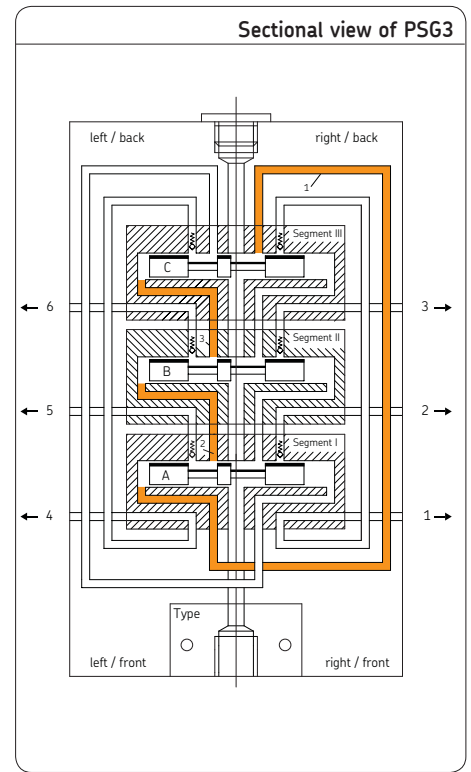 Sectional view of PSG3
left / back right / back
1
Segment III
C
6 3
3 Segment II
B
5 2
2 Segment I
A
4 1
Type
left / front right / front